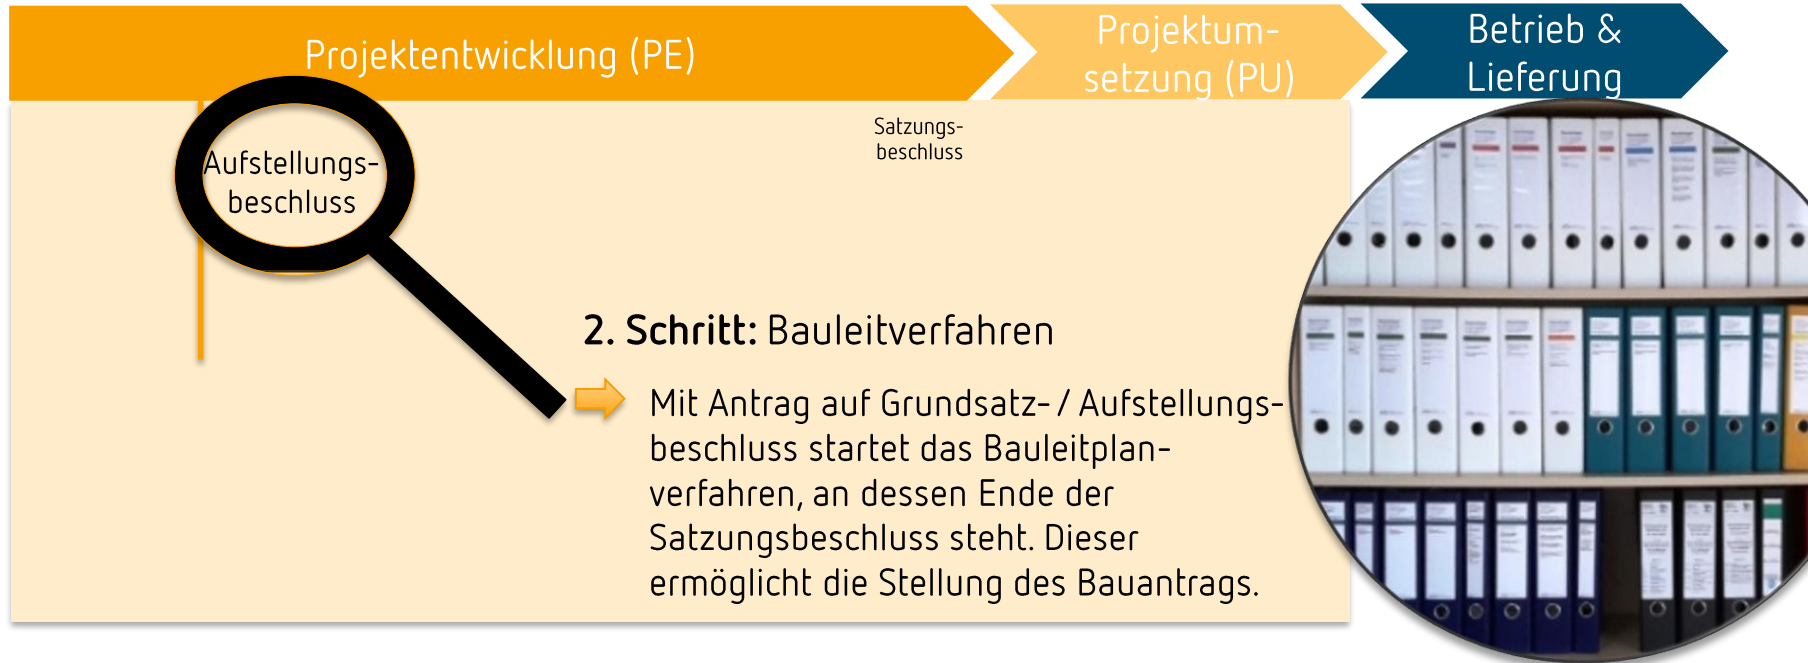 Projektentwicklung (PE)
Projektum-
setzung (PU)
Betrieb &
Lieferung
Aufstellungs-
beschluss
Satzungs-
beschluss
2. Schritt: Bauleitverfahren
Mit Antrag auf Grundsatz- / Aufstellungs-
beschluss startet das Bauleitplan-
verfahren, an dessen Ende der
Satzungsbeschluss steht. Dieser
ermöglicht die Stellung des Bauantrags.